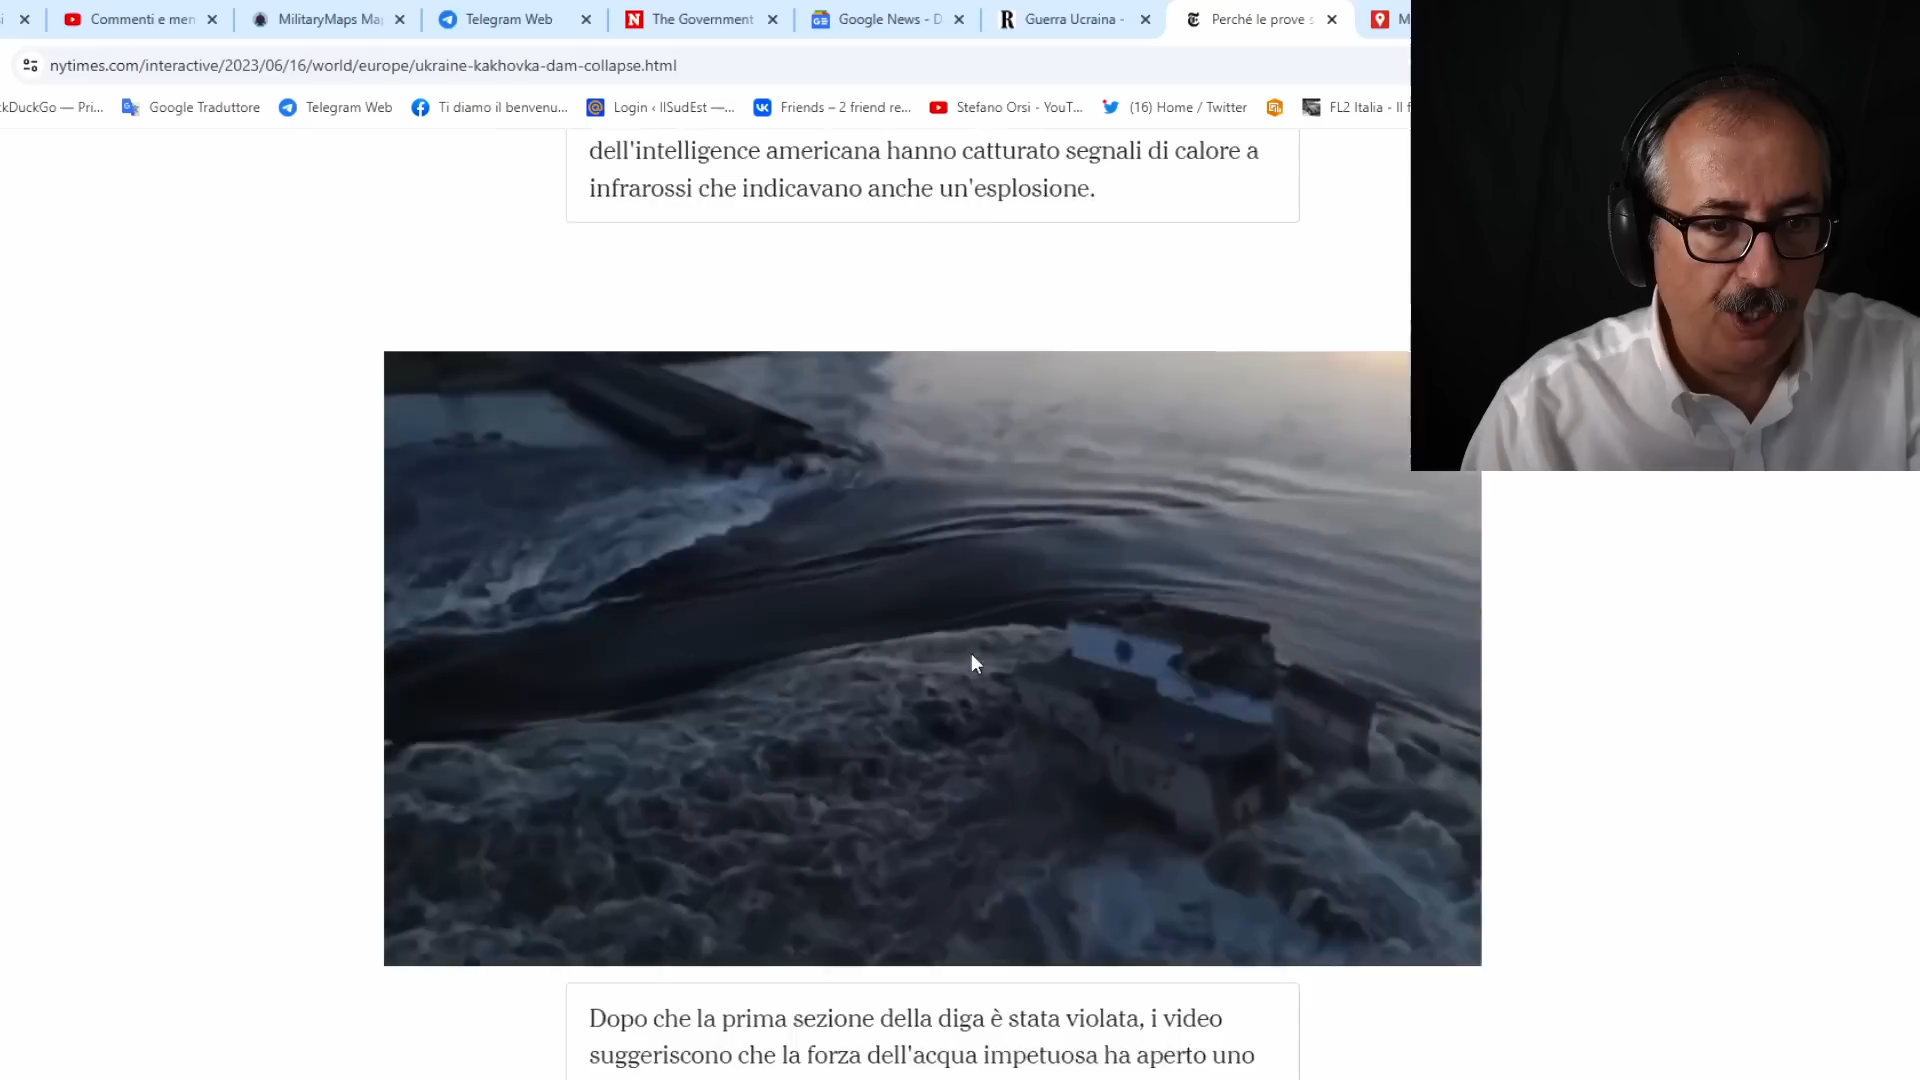 Commenti e men
MilitaryMaps Ma
Telegram Web
The Government
Google News - D
Guerra Ucraina -
Perché le prove s
M
nytimes.com/interactive/2023/06/16/world/europe/ukraine-kakhovka-dam-collapse.html
ckDuckGo — Pri...
Google Traduttore
Telegram Web
Ti diamo il benvenu...
Login ‹ IlSudEst —...
Friends – 2 friend re...
Stefano Orsi - YouT...
(16) Home / Twitter
FL2 Italia - Il f
dell'intelligence americana hanno catturato segnali di calore a
infrarossi che indicavano anche un'esplosione.
Dopo che la prima sezione della diga è stata violata, i video
suggeriscono che la forza dell'acqua impetuosa ha aperto uno